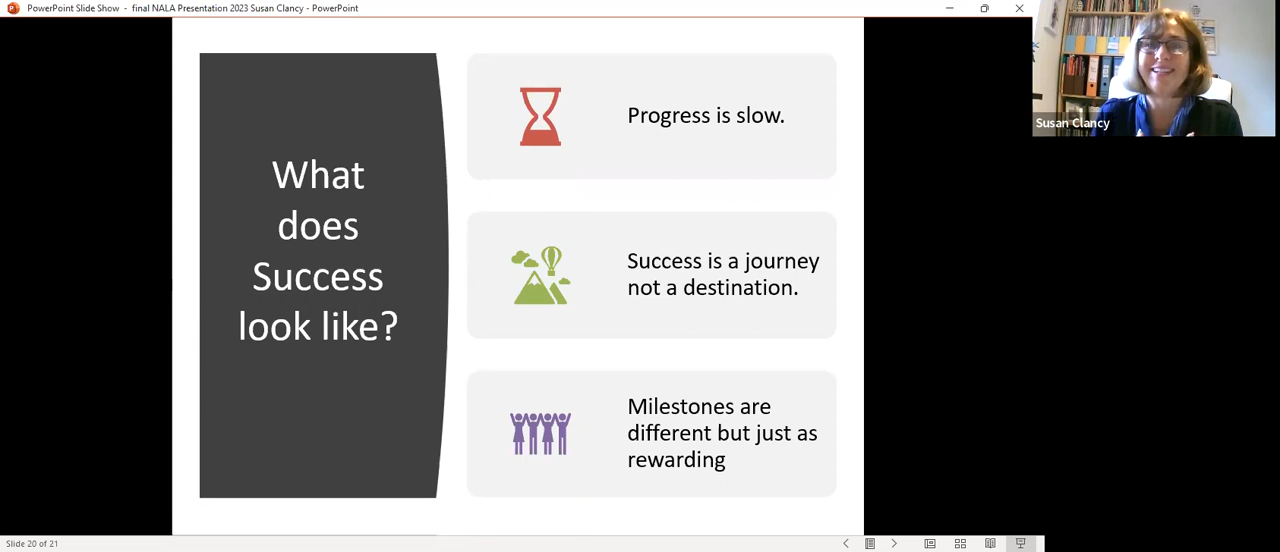 PowerPoint Slide Show - final NALA Presentation 2023 Susan Clancy - PowerPoint
What
does
Success
look like?
Progress is slow.
Success is a journey
not a destination.
Milestones are
different but just as
rewarding
Susan Clancy
Slide 20 of 21